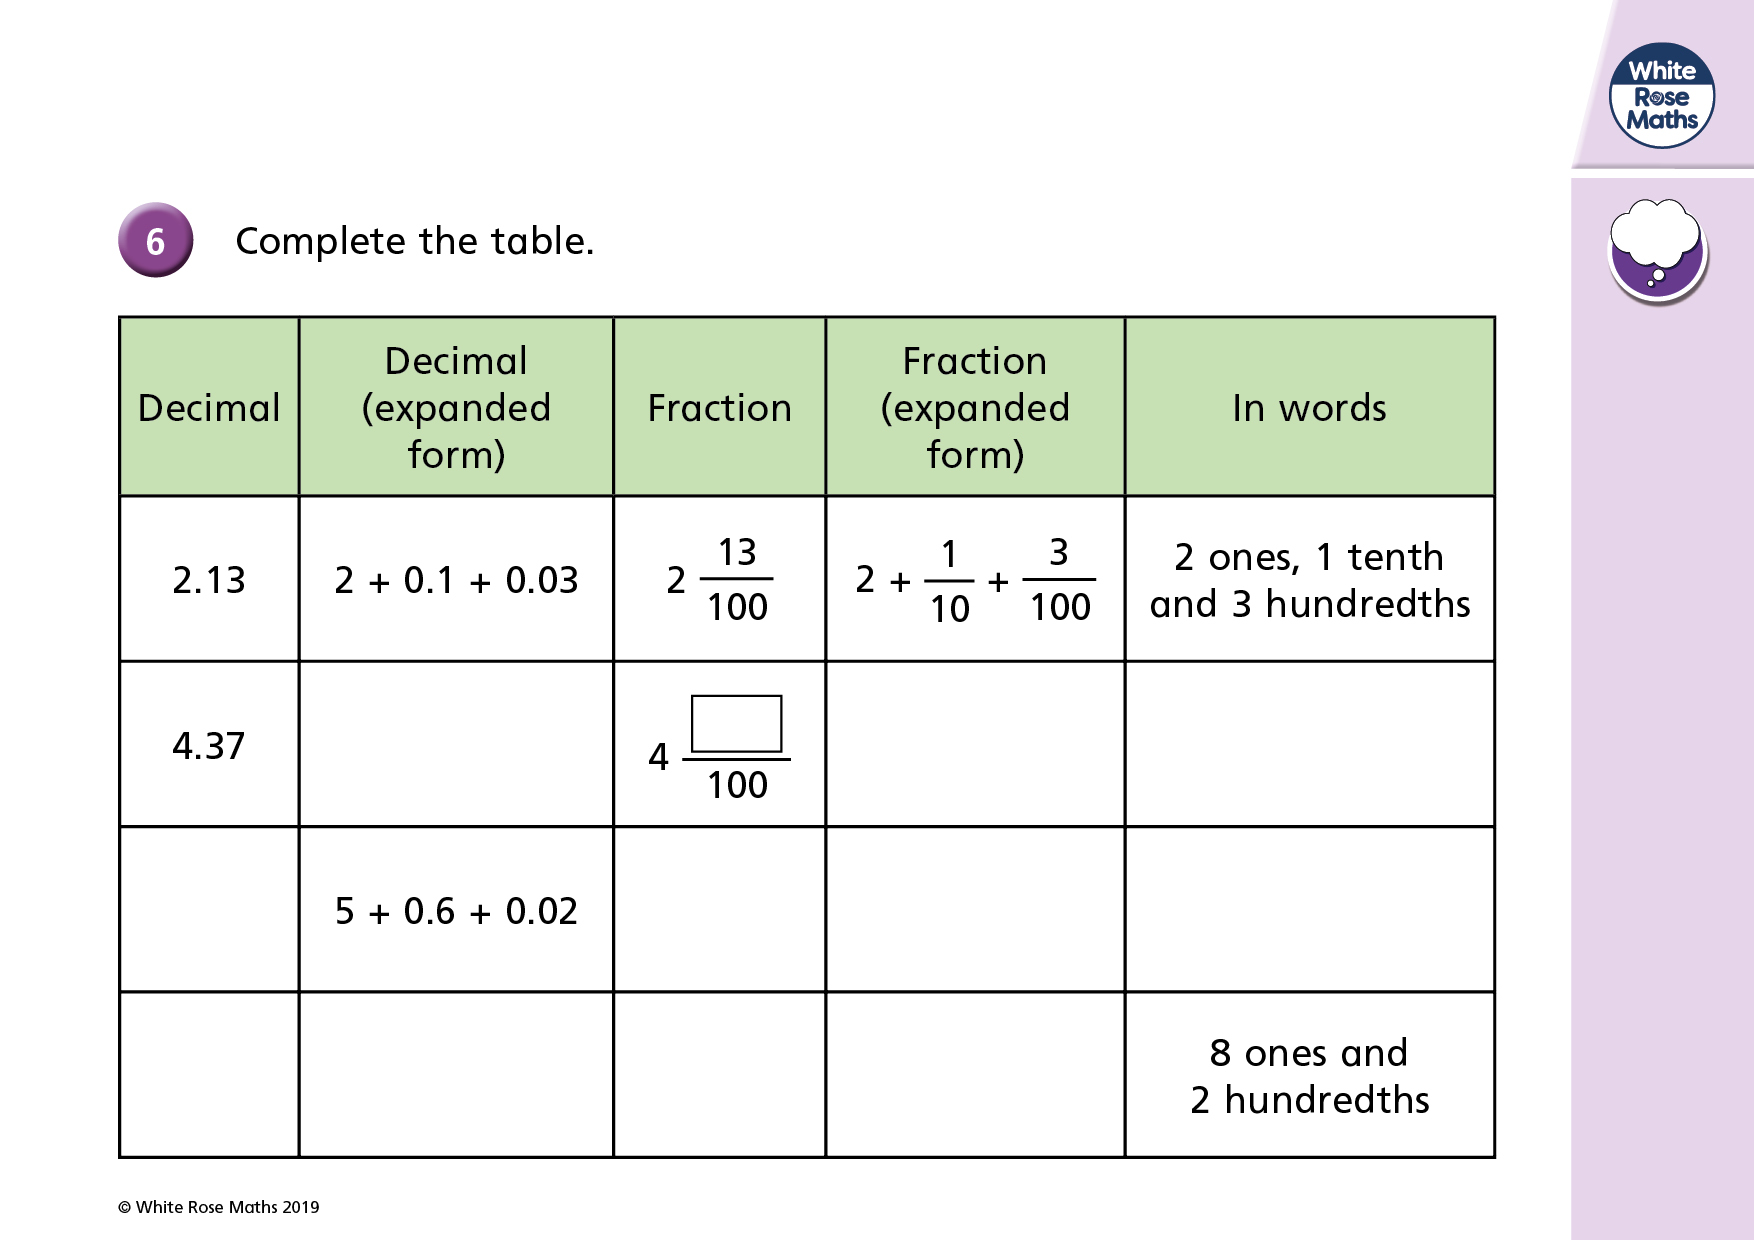 White
Rose
Maths
6 Complete the table.
Decimal
Decimal
(expanded
form)
Fraction
Fraction
(expanded
form)
In words
2.13
2 + 0.1 + 0.03
2 13/100
2 + 1/10 + 3/100
2 ones, 1 tenth
and 3 hundredths
4.37
4 □/100
5 + 0.6 + 0.02
8 ones and
2 hundredths
© White Rose Maths 2019